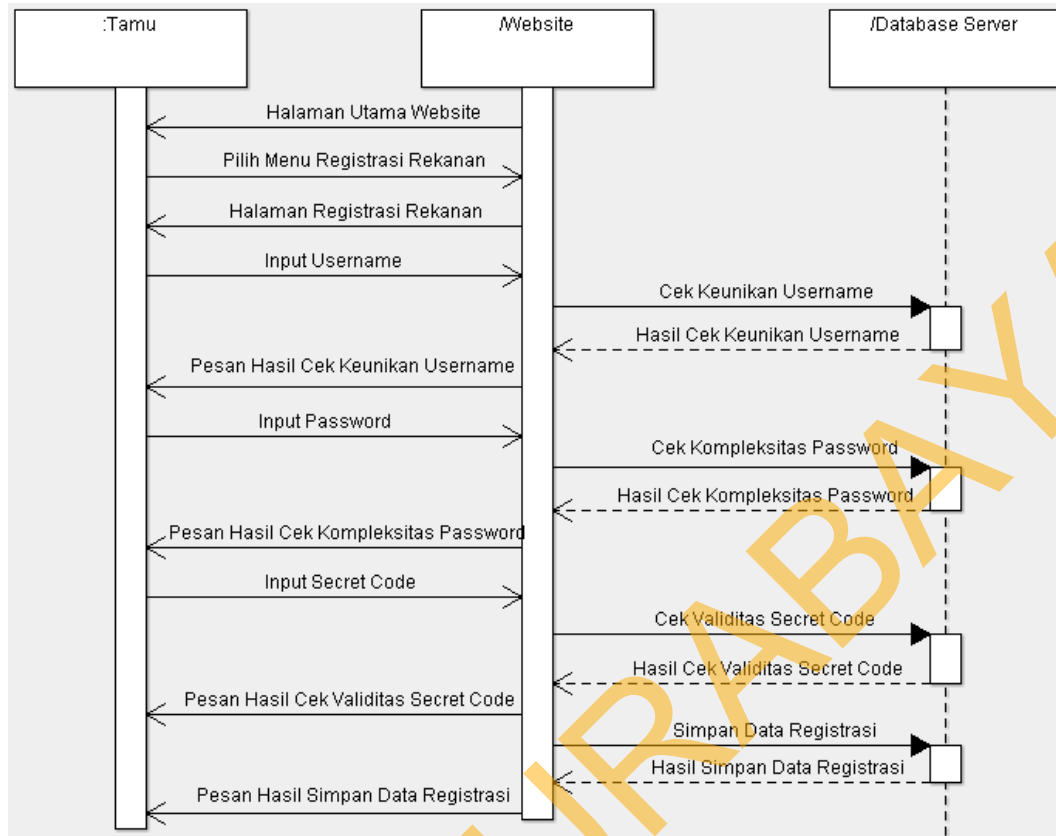 :Tamu
/Website
/Database Server
Halaman Utama Website
Pilih Menu Registrasi Rekanan
Halaman Registrasi Rekanan
Input Username
Cek Keunikan Username
Hasil Cek Keunikan Username
Pesan Hasil Cek Keunikan Username
Input Password
Cek Kompleksitas Password
Hasil Cek Kompleksitas Password
Pesan Hasil Cek Kompleksitas Password
Input Secret Code
Cek Validitas Secret Code
Hasil Cek Validitas Secret Code
Pesan Hasil Cek Validitas Secret Code
Simpan Data Registrasi
Hasil Simpan Data Registrasi
Pesan Hasil Simpan Data Registrasi
URABAYA